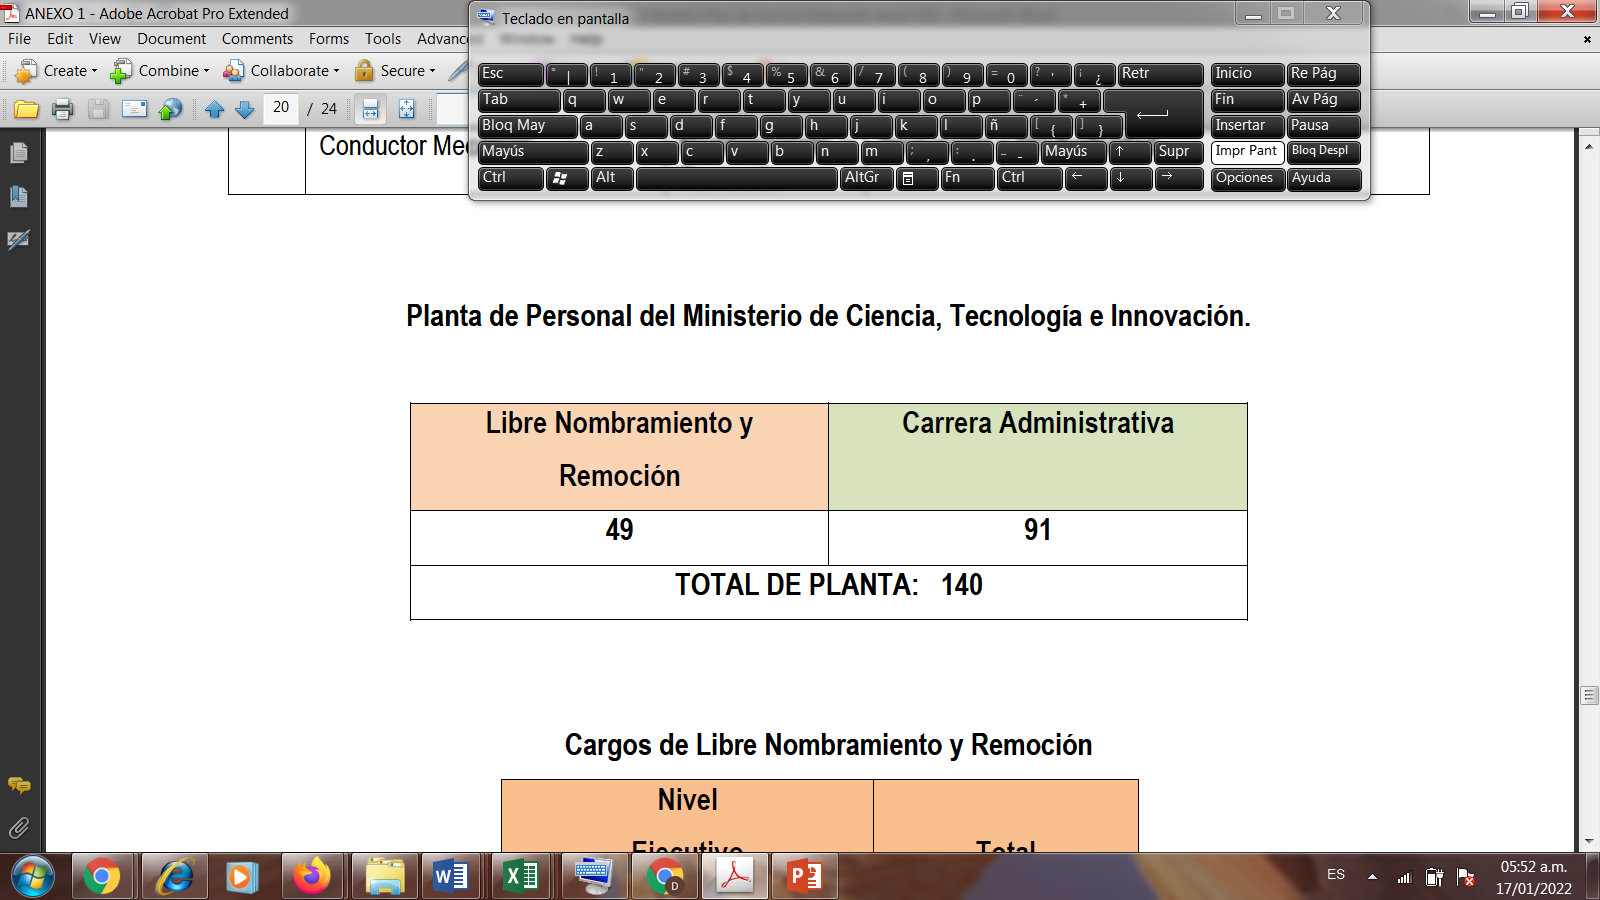 ANEXO 1 - Adobe Acrobat Pro Extended
File Edit View Document Comments Forms Tools Window Help
Create Combine Collaborate Secure
20 / 24
Teclado en pantalla
Esc ° | ! 1 " 2 # 3 $ 4 % 5 & 6 / 7 ( 8 ) 9 = 0 ? ' ¡ ¿ Retr Inicio Re Pág
Tab q w e r t y u i o p ¨ ´ * + Fin Av Pág
Bloq May a s d f g h j k l ñ [ { ] } Insertar Pausa
Mayús z x c v b n m ; , : . _ - Mayús ↑ Supr Impr Pant Bloq Despl
Ctrl Alt AltGr Fn Ctrl ← ↓ → Opciones Ayuda
Conductor
Planta de Personal del Ministerio de Ciencia, Tecnología e Innovación.
Libre Nombramiento y
Remoción
Carrera Administrativa
49 91
TOTAL DE PLANTA: 140
Cargos de Libre Nombramiento y Remoción
Nivel
Ejecutivo Total
ES
05:52 a.m.
17/01/2022